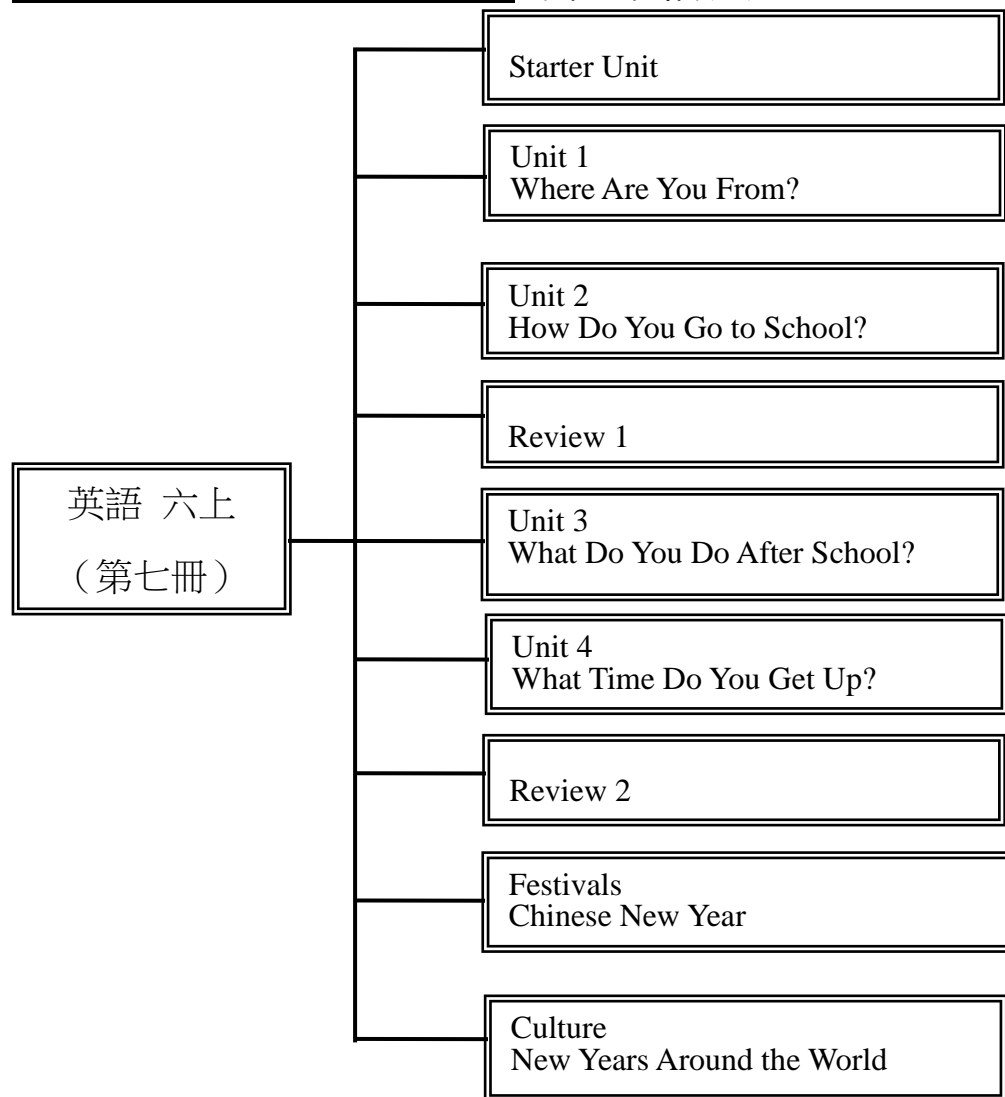 Starter Unit
Unit 1
Where Are You From?
Unit 2
How Do You Go to School?
Review 1
英語 六上
（第七冊）
Unit 3
What Do You Do After School?
Unit 4
What Time Do You Get Up?
Review 2
Festivals
Chinese New Year
Culture
New Years Around the World